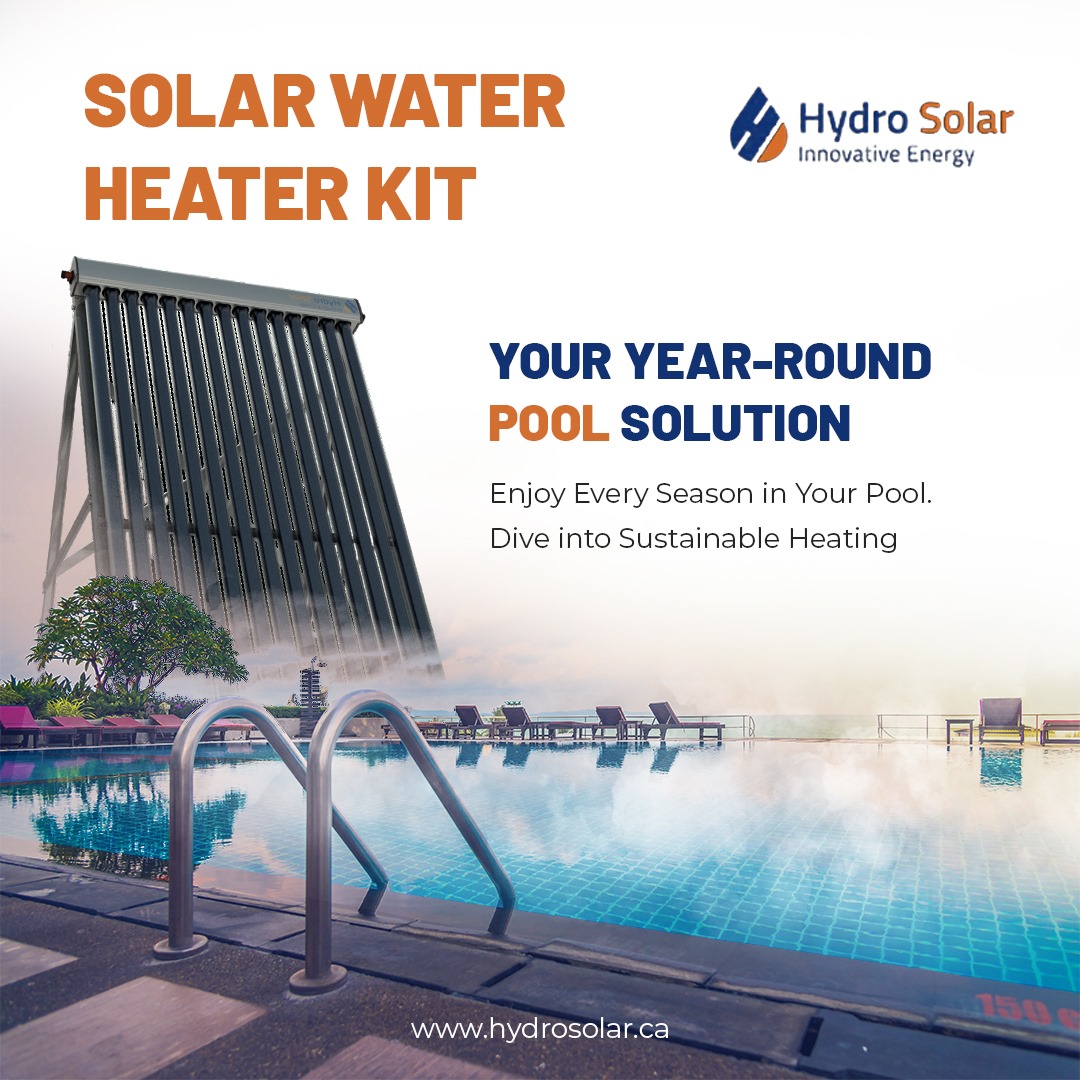 SOLAR WATER
HEATER KIT
Hydro Solar
Innovative Energy
YOUR YEAR-ROUND
POOL SOLUTION
Enjoy Every Season in Your Pool.
Dive into Sustainable Heating
150
www.hydrosolar.ca